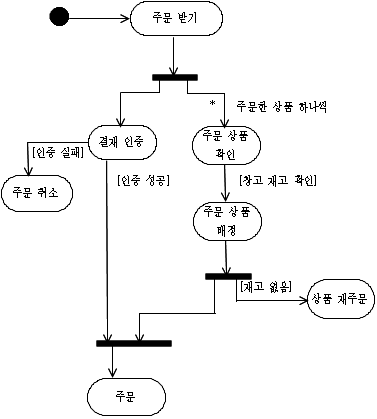 주문 받기
* 주문한 상품 하나씩
결재 인증
주문 상품
확인
[인증 실패]
[인증 성공]
[창고 재고 확인]
주문 취소
주문 상품
배정
[재고 없음]
상품 재주문
주문